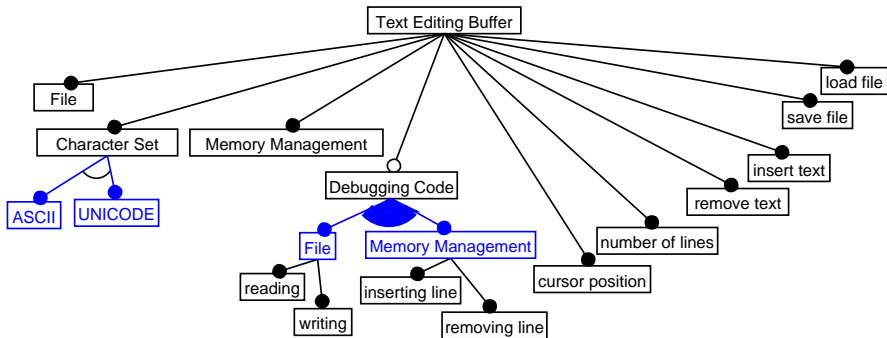 Text Editing Buffer
load file
File
save file
Character Set
Memory Management
insert text
Debugging Code
remove text
ASCII
UNICODE
number of lines
File
Memory Management
cursor position
reading
inserting line
writing
removing line